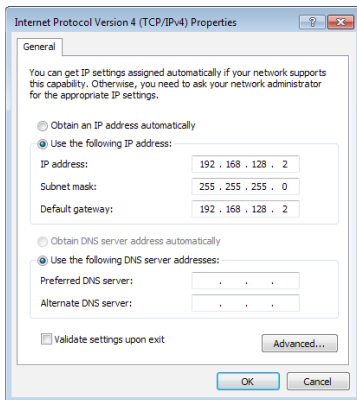 Internet Protocol Version 4 (TCP/IPv4) Properties
General
You can get IP settings assigned automatically if your network supports
this capability. Otherwise, you need to ask your network administrator
for the appropriate IP settings.
Obtain an IP address automatically
Use the following IP address:
IP address: 192 . 168 . 128 . 2
Subnet mask: 255 . 255 . 255 . 0
Default gateway: 192 . 168 . 128 . 2
Obtain DNS server address automatically
Use the following DNS server addresses:
Preferred DNS server: . . .
Alternate DNS server: . . .
Validate settings upon exit
Advanced...
OK Cancel